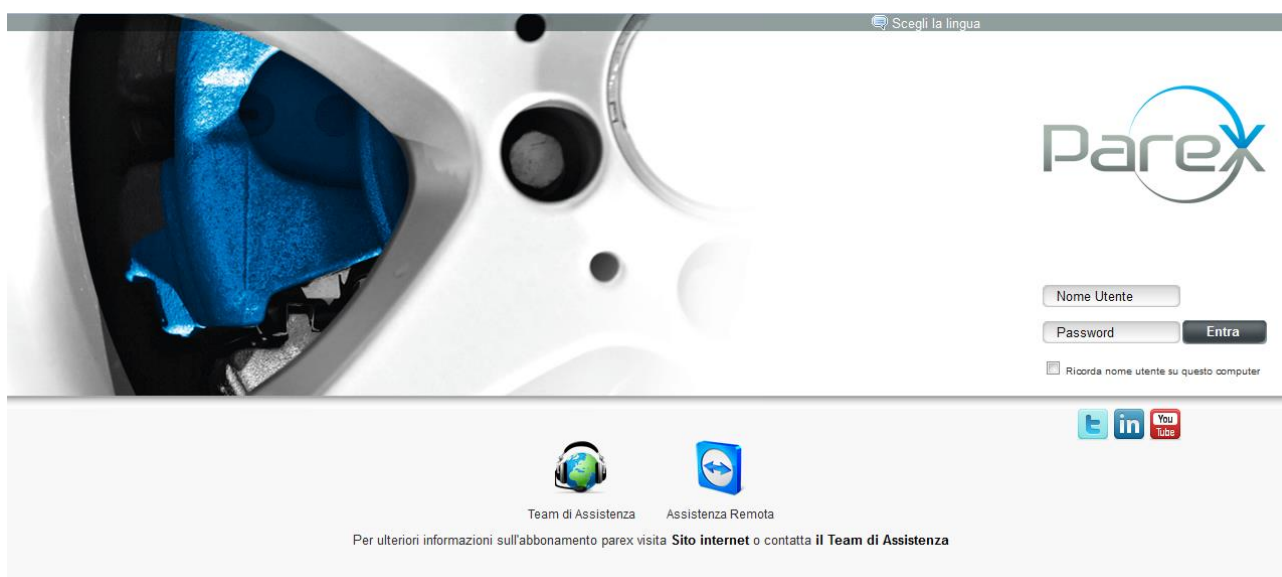 Scegli la lingua
Parex
Nome Utente
Password
Entra
Ricorda nome utente su questo computer
You
Tube
Team di Assistenza
Assistenza Remota
Per ulteriori informazioni sull'abbonamento parex visita Sito internet o contatta il Team di Assistenza